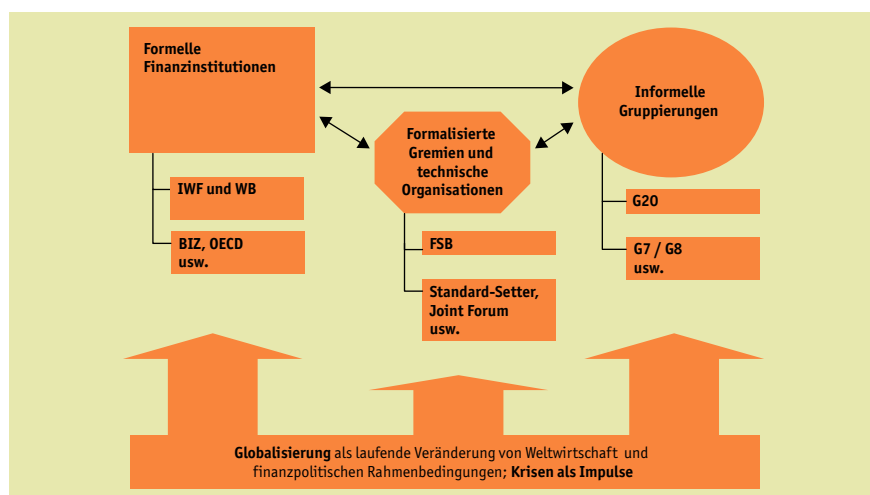 Formelle
Finanzinstitutionen
IWF und WB
BIZ, OECD
usw.
Formalisierte
Gremien und
technische
Organisationen
FSB
Standard-Setter,
Joint Forum
usw.
Informelle
Gruppierungen
G20
G7 / G8
usw.
Globalisierung als laufende Veränderung von Weltwirtschaft und
finanzpolitischen Rahmenbedingungen; Krisen als Impulse